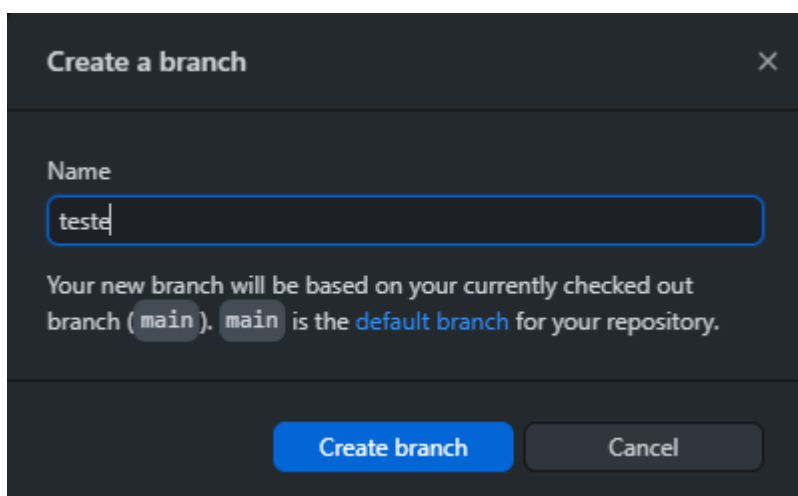 Create a branch
Name
teste
Your new branch will be based on your currently checked out
branch (main). main is the default branch for your repository.
Create branch
Cancel